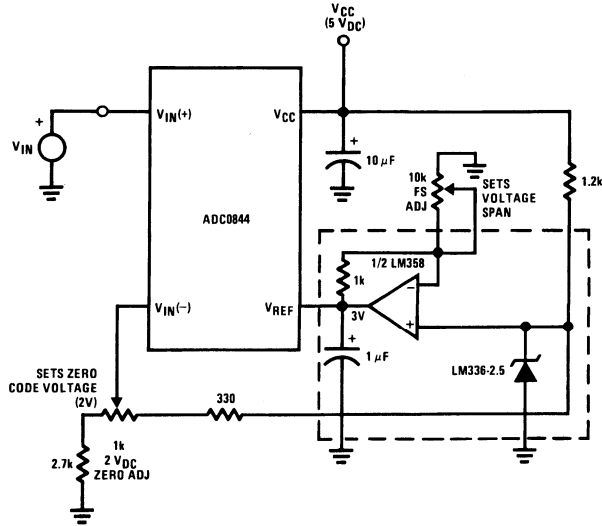 VCC
(5 VDC)
VIN(+)
VCC
+
VIN
+
10 µF
10k
FS
ADJ
SETS
VOLTAGE
SPAN
1.2k
ADC0844
1/2 LM358
1k
−
+
VIN(−)
VREF
3V
+
1 µF
LM336-2.5
SETS ZERO
CODE VOLTAGE
(2V)
330
1k
2 VDC
ZERO ADJ
2.7k